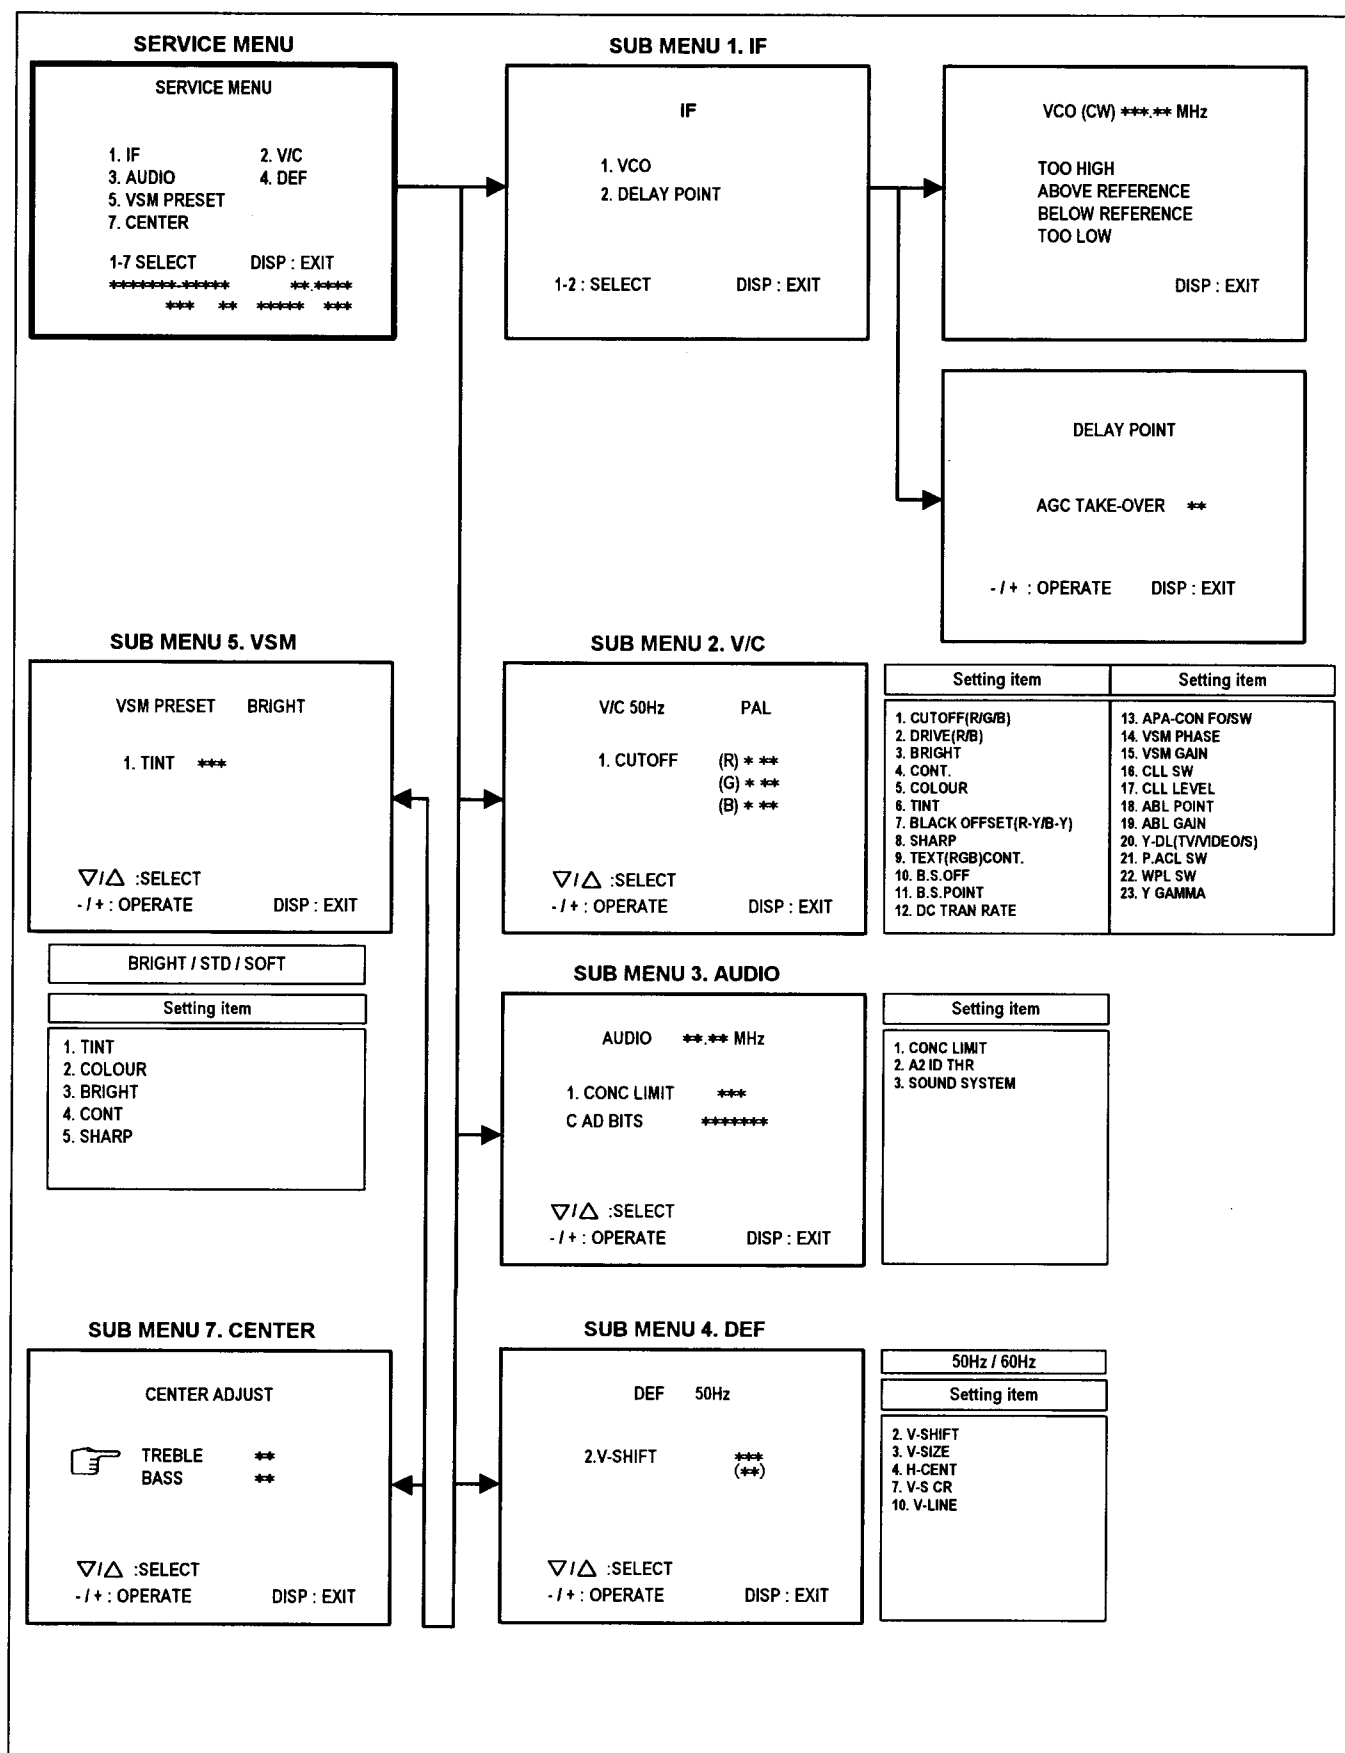 SERVICE MENU
SERVICE MENU
1. IF 2. V/C
3. AUDIO 4. DEF
5. VSM PRESET
7. CENTER
1-7 SELECT DISP : EXIT
*******-***** **.****
*** ** ***** ***
SUB MENU 1. IF
IF
1. VCO
2. DELAY POINT
1-2 : SELECT DISP : EXIT
VCO (CW) ***.** MHz
TOO HIGH
ABOVE REFERENCE
BELOW REFERENCE
TOO LOW
DISP : EXIT
DELAY POINT
AGC TAKE-OVER **
- / + : OPERATE DISP : EXIT
SUB MENU 5. VSM
VSM PRESET BRIGHT
1. TINT ***
▽/△ :SELECT
- / + : OPERATE DISP : EXIT
BRIGHT / STD / SOFT
Setting item
1. TINT
2. COLOUR
3. BRIGHT
4. CONT
5. SHARP
SUB MENU 2. V/C
V/C 50Hz PAL
1. CUTOFF (R) * **
(G) * **
(B) * **
▽/△ :SELECT
- / + : OPERATE DISP : EXIT
Setting item
1. CUTOFF(R/G/B)
2. DRIVE(R/B)
3. BRIGHT
4. CONT.
5. COLOUR
6. TINT
7. BLACK OFFSET(R-Y/B-Y)
8. SHARP
9. TEXT(RGB)CONT.
10. B.S.OFF
11. B.S.POINT
12. DC TRAN RATE
Setting item
13. APA-CON FO/SW
14. VSM PHASE
15. VSM GAIN
16. CLL SW
17. CLL LEVEL
18. ABL POINT
19. ABL GAIN
20. Y-DL(TV/VIDEO/S)
21. P.ACL SW
22. WPL SW
23. Y GAMMA
SUB MENU 3. AUDIO
AUDIO **.** MHz
1. CONC LIMIT ***
C AD BITS *******
▽/△ :SELECT
- / + : OPERATE DISP : EXIT
Setting item
1. CONC LIMIT
2. A2 ID THR
3. SOUND SYSTEM
SUB MENU 7. CENTER
CENTER ADJUST
TREBLE **
BASS **
▽/△ :SELECT
- / + : OPERATE DISP : EXIT
SUB MENU 4. DEF
DEF 50Hz
2.V-SHIFT ***
(**)
▽/△ :SELECT
- / + : OPERATE DISP : EXIT
50Hz / 60Hz
Setting item
2. V-SHIFT
3. V-SIZE
4. H-CENT
7. V-S CR
10. V-LINE